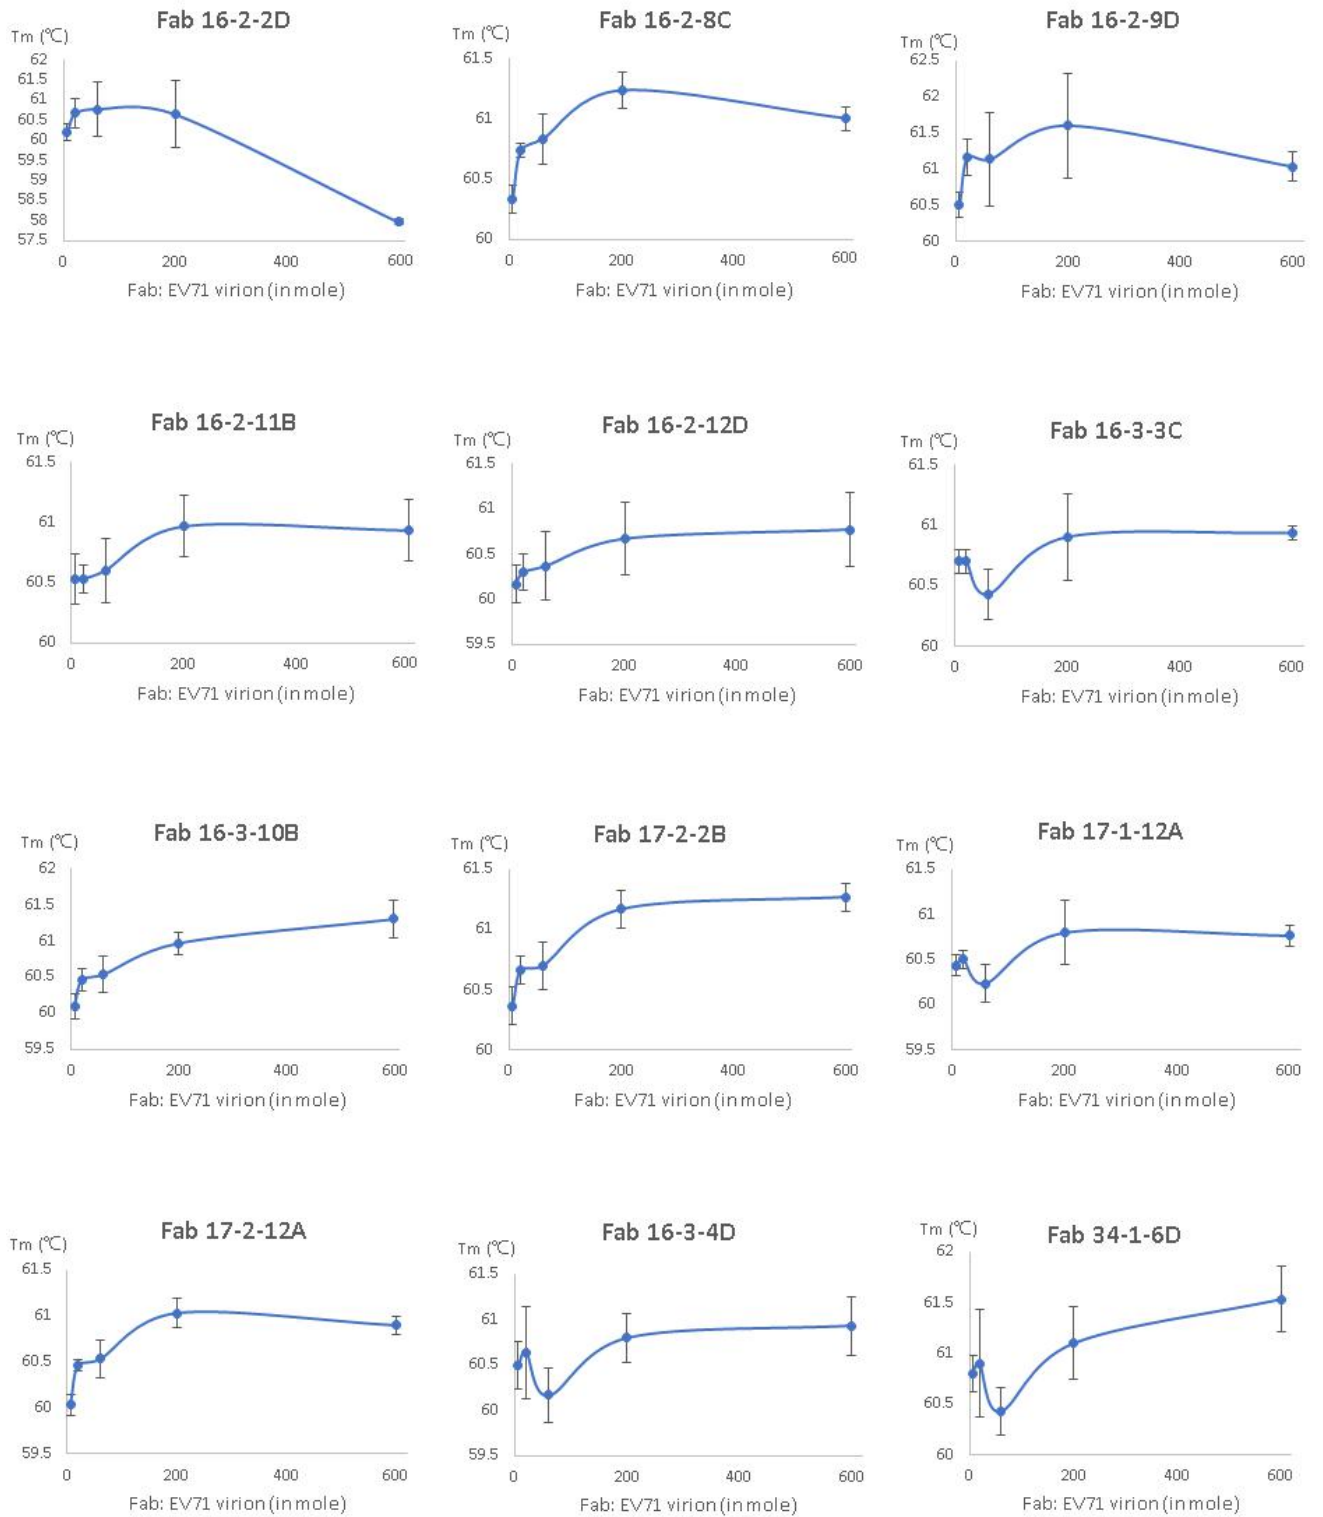 Fab 16-2-2D
Tm (℃)
62
61.5
61
60.5
60
59.5
59
58.5
58
57.5
0 200 400 600
Fab: EV71 virion (in mole)
Fab 16-2-8C
Tm (℃)
61.5
61
60.5
60
0 200 400 600
Fab: EV71 virion (in mole)
Fab 16-2-9D
Tm (℃)
62.5
62
61.5
61
60.5
60
0 200 400 600
Fab: EV71 virion (in mole)
Fab 16-2-11B
Tm (℃)
61.5
61
60.5
60
0 200 400 600
Fab: EV71 virion (in mole)
Fab 16-2-12D
Tm (℃)
61.5
61
60.5
60
59.5
0 200 400 600
Fab: EV71 virion (in mole)
Fab 16-3-3C
Tm (℃)
61.5
61
60.5
60
0 200 400 600
Fab: EV71 virion (in mole)
Fab 16-3-10B
Tm (℃)
62
61.5
61
60.5
60
59.5
0 200 400 600
Fab: EV71 virion (in mole)
Fab 17-2-2B
Tm (℃)
61.5
61
60.5
60
0 200 400 600
Fab: EV71 virion (in mole)
Fab 17-1-12A
Tm (℃)
61.5
61
60.5
60
59.5
0 200 400 600
Fab: EV71 virion (in mole)
Fab 17-2-12A
Tm (℃)
61.5
61
60.5
60
59.5
0 200 400 600
Fab: EV71 virion (in mole)
Fab 16-3-4D
Tm (℃)
61.5
61
60.5
60
59.5
0 200 400 600
Fab: EV71 virion (in mole)
Fab 34-1-6D
Tm (℃)
62
61.5
61
60.5
60
0 200 400 600
Fab: EV71 virion (in mole)